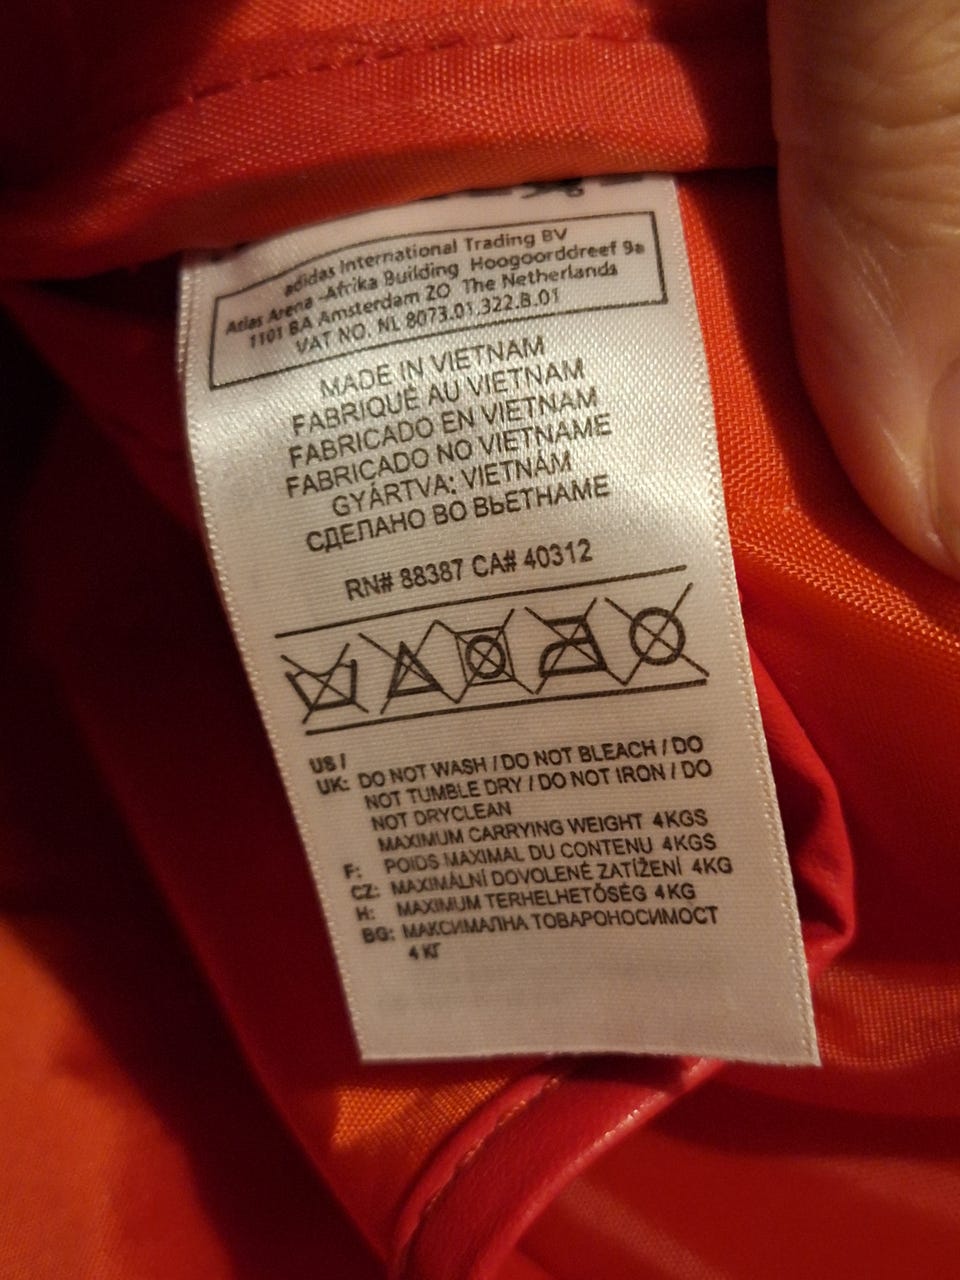 adidas International Trading BV
Atlas Arena -Afrika Building Hoogoorddreef 9a
1101 BA Amsterdam ZO The Netherlands
VAT NO. NL 8073.01.322.B.01
MADE IN VIETNAM
FABRIQUÉ AU VIETNAM
FABRICADO EN VIETNAM
FABRICADO NO VIETNAME
GYÁRTVA: VIETNÁM
СДЕЛАНО ВО ВЬЕТНАМЕ
RN# 88387 CA# 40312
US /
UK: DO NOT WASH / DO NOT BLEACH / DO
NOT TUMBLE DRY / DO NOT IRON / DO
NOT DRYCLEAN
MAXIMUM CARRYING WEIGHT 4KGS
F: POIDS MAXIMAL DU CONTENU 4KGS
CZ: MAXIMÁLNÍ DOVOLENÉ ZATÍŽENÍ 4KG
H: MAXIMUM TERHELHETŐSÉG 4KG
BG: МАКСИМАЛНА ТОВАРОНОСИМОСТ
4 КГ